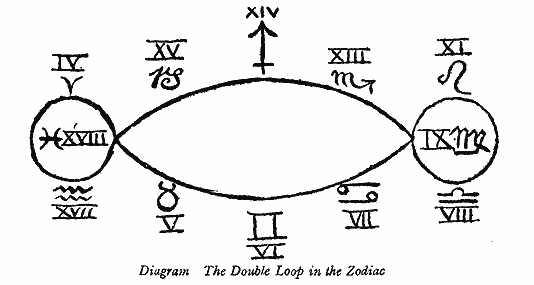 XIV
XV
XIII
XI
IV
♑︎
♏︎
♌︎
♈︎
♓︎ XVIII
IX ♍︎
♒︎
♉︎
♋︎
♎︎
XVII
V
♊︎
VII
VIII
VI
Diagram The Double Loop in the Zodiac